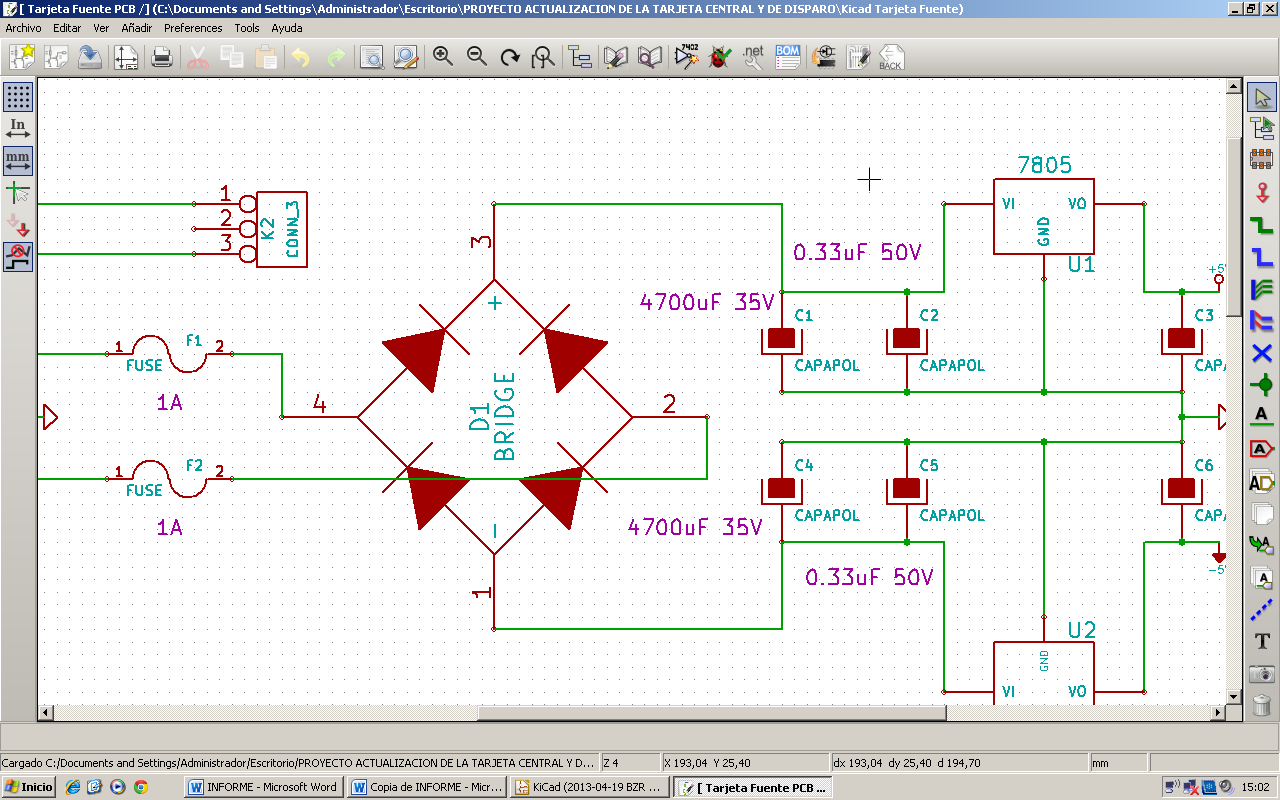 [ Tarjeta Fuente PCB /] (C:\Documents and Settings\Administrador\Escritorio\PROYECTO ACTUALIZACION DE LA TARJETA CENTRAL Y DE DISPARO\Kicad Tarjeta Fuente)
Archivo Editar Ver Añadir Preferences Tools Ayuda
7402 .net BOM BACK
In
mm
7805
1
2
3
K2
CONN_3
3
VI VO
GND
U1
0.33uF 50V
+5
4700uF 35V
+
C1 C2 C3
F1
1 2
FUSE
CAPAPOL CAPAPOL CAPA
1A
4
D1
BRIDGE
2
F2
1 2
FUSE
C4 C5 C6
CAPAPOL CAPAPOL CAPA
1A
4700uF 35V
-
0.33uF 50V
-5
1
U2
GND
VI VO
A
A
A
A
A
T
Cargado C:/Documents and Settings/Administrador/Escritorio/PROYECTO ACTUALIZACION DE LA TARJETA CENTRAL Y D... Z 4 X 193,04 Y 25,40 dx 193,04 dy 25,40 d 194,70 mm
Inicio INFORME - Microsoft Word Copia de INFORME - Micr... KiCad (2013-04-19 BZR ... [ Tarjeta Fuente PCB ... 15:02